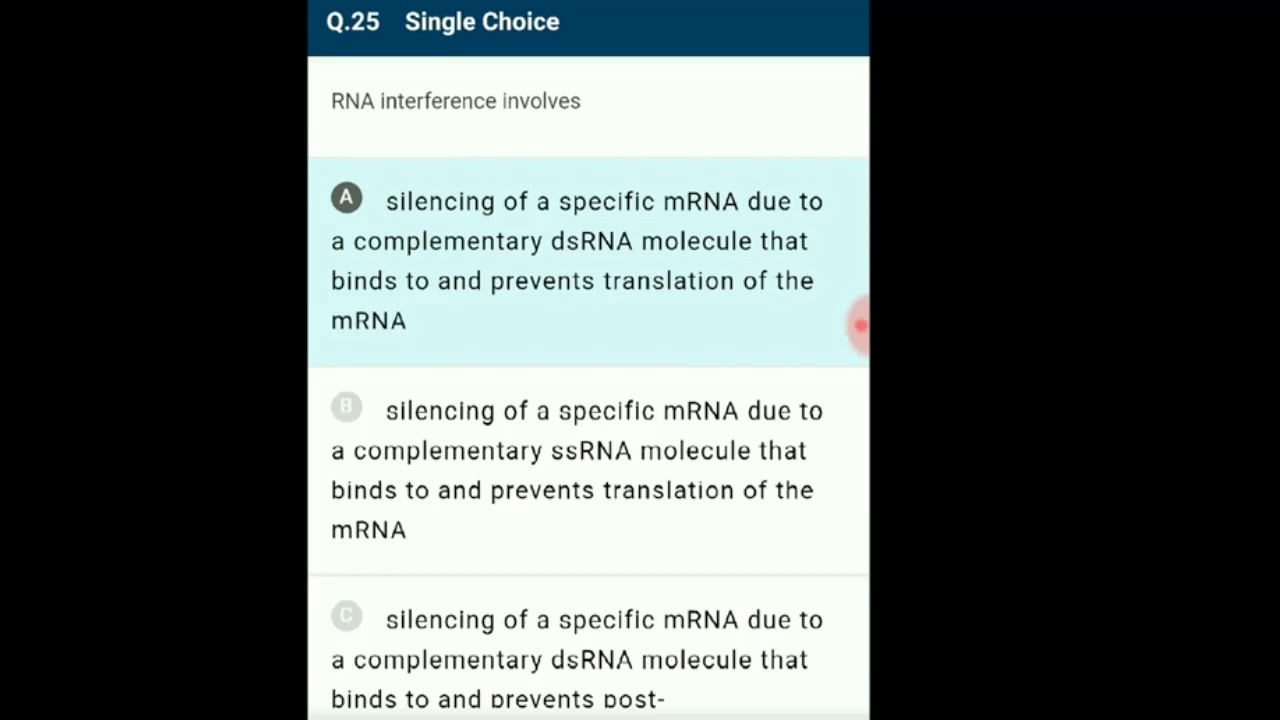 Q.25 Single Choice
RNA interference involves
A silencing of a specific mRNA due to
a complementary dsRNA molecule that
binds to and prevents translation of the
mRNA
B silencing of a specific mRNA due to
a complementary ssRNA molecule that
binds to and prevents translation of the
mRNA
C silencing of a specific mRNA due to
a complementary dsRNA molecule that
binds to and prevents post-